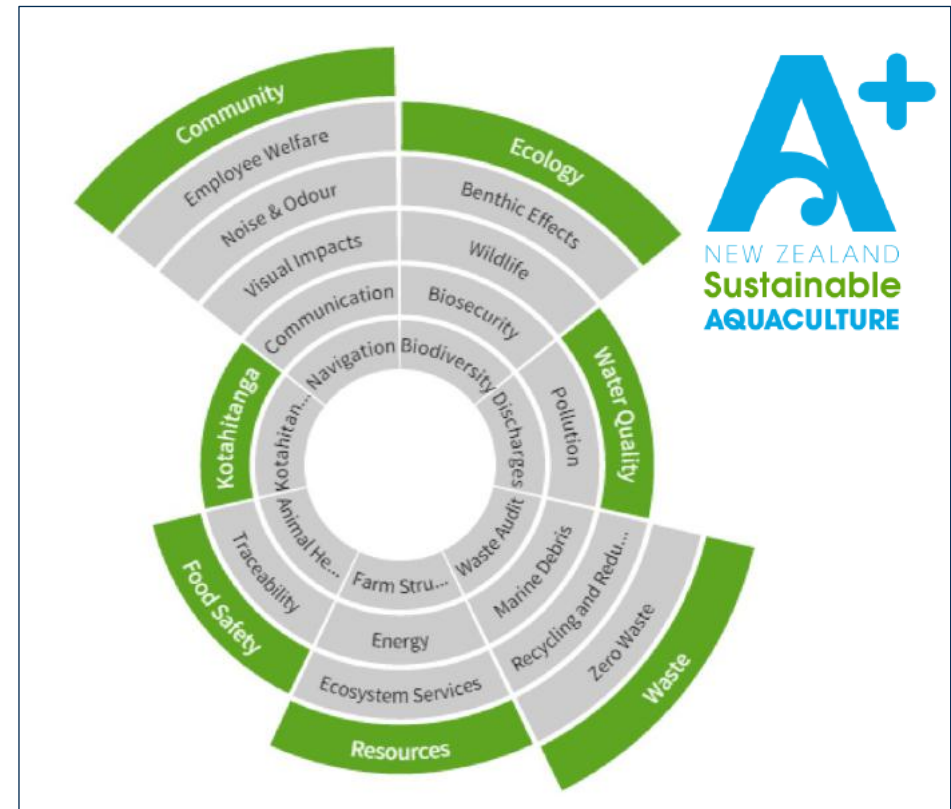 Community
Employee Welfare
Noise & Odour
Visual Impacts
Communication
Navigation
Ecology
Benthic Effects
Wildlife
Biosecurity
Biodiversity
Water Quality
Pollution
Discharges
Waste Audit
Marine Debris
Recycling and Redu...
Zero Waste
Waste
Farm Stru...
Energy
Ecosystem Services
Resources
Animal He...
Traceability
Food Safety
Kotahitan...
Kotahitanga
A+
NEW ZEALAND
Sustainable
AQUACULTURE